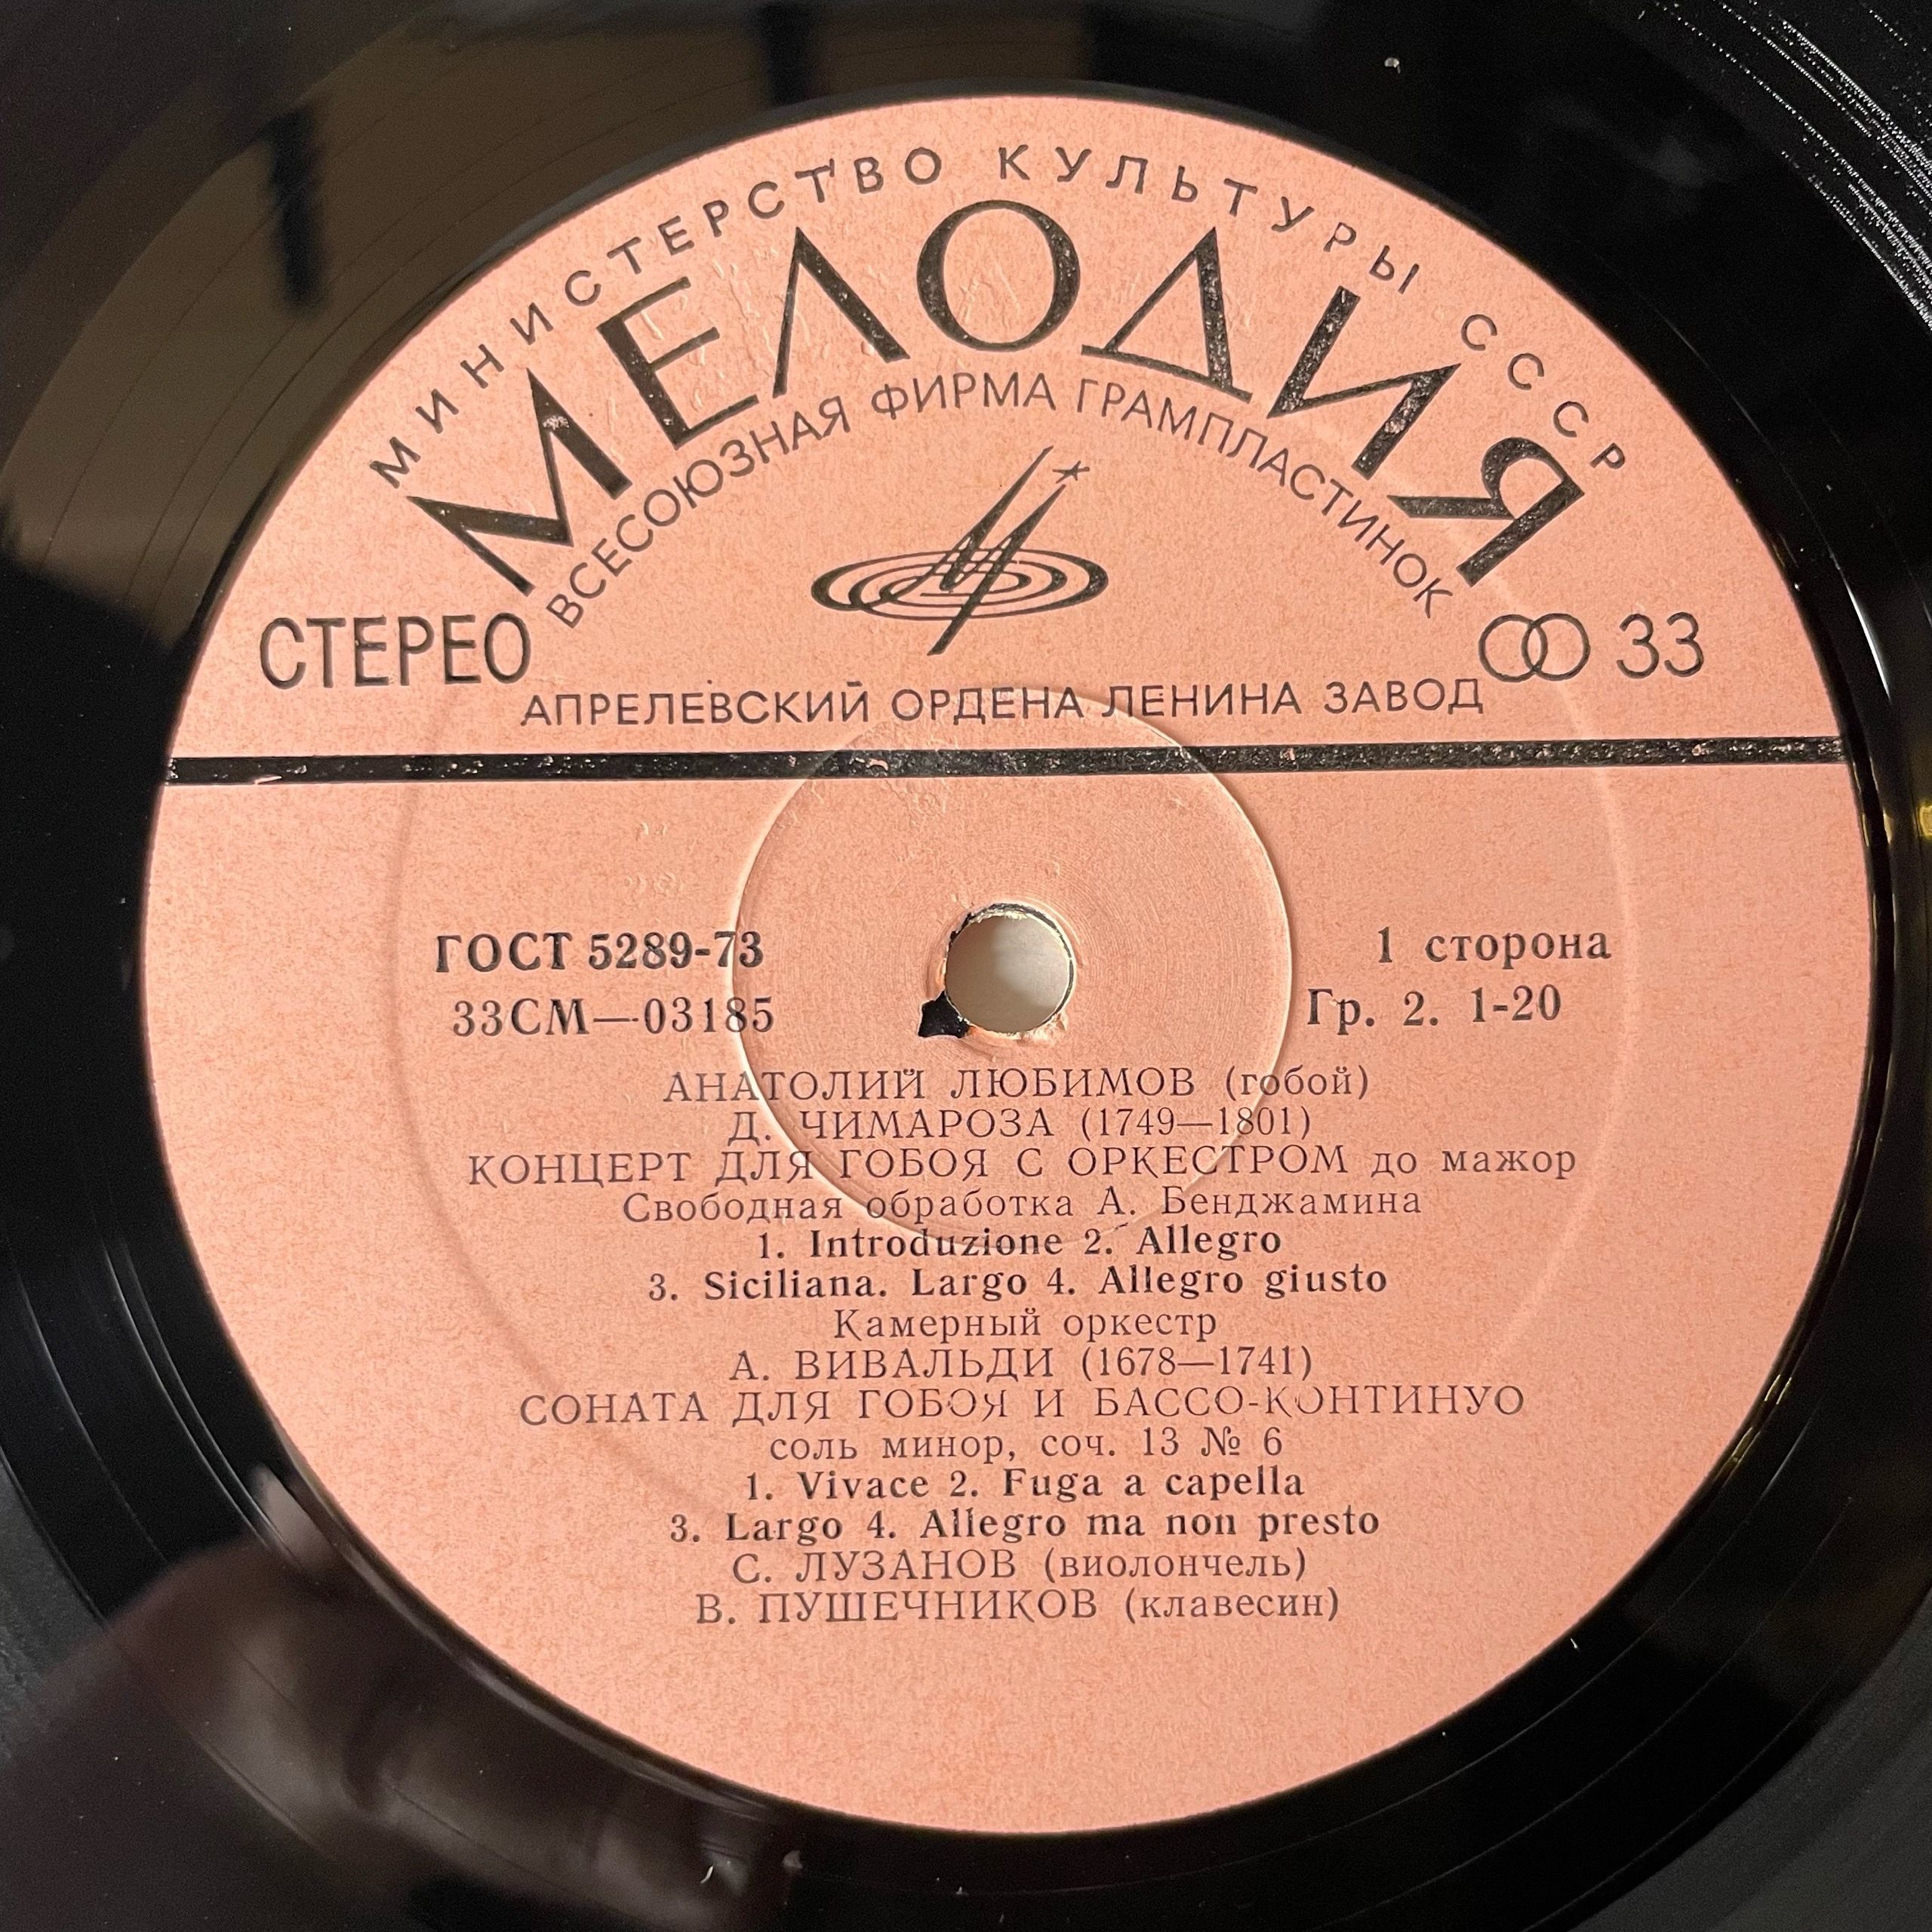 МИНИСТЕРСТВО КУЛЬТУРЫ СССР
МЕЛОДИЯ
ВСЕСОЮЗНАЯ ФИРМА ГРАМПЛАСТИНОК
СТЕРЕО
33
АПРЕЛЕВСКИЙ ОРДЕНА ЛЕНИНА ЗАВОД
ГОСТ 5289-73
1 сторона
33СМ—03185
Гр. 2. 1-20
АНАТОЛИЙ ЛЮБИМОВ (гобой)
Д. ЧИМАРОЗА (1749—1801)
КОНЦЕРТ ДЛЯ ГОБОЯ С ОРКЕСТРОМ до мажор
Свободная обработка А. Бенджамина
1. Introduzione 2. Allegro
3. Siciliana. Largo 4. Allegro giusto
Камерный оркестр
А. ВИВАЛЬДИ (1678—1741)
СОНАТА ДЛЯ ГОБОЯ И БАССО-КОНТИНУО
соль минор, соч. 13 № 6
1. Vivace 2. Fuga a capella
3. Largo 4. Allegro ma non presto
С. ЛУЗАНОВ (виолончель)
В. ПУШЕЧНИКОВ (клавесин)